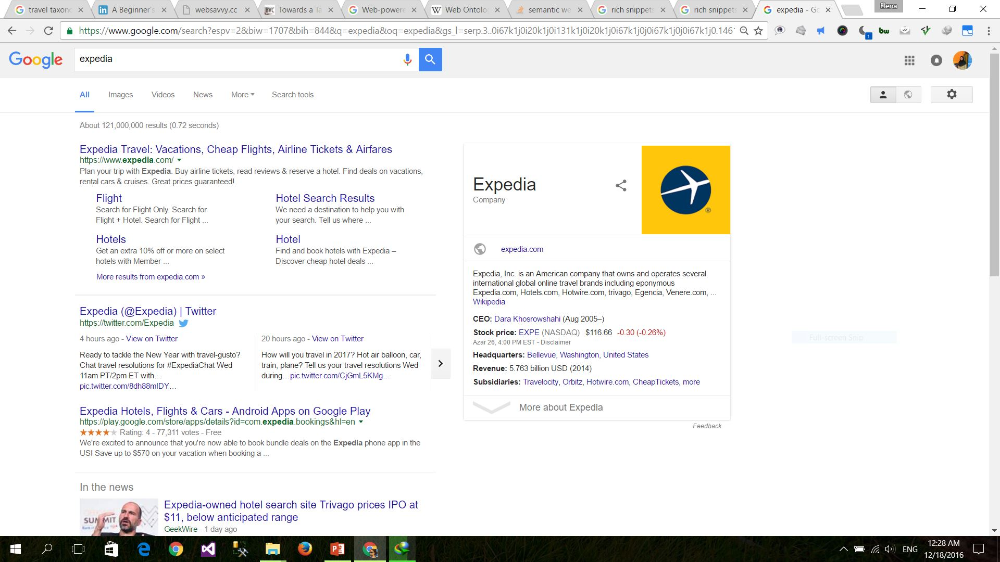 travel taxonc
A Beginner's
websavvy.cc
Towards a Ta
Web-powere
Web Ontolog
semantic we
rich snippets
rich snippets
expedia - Go
Elena
https://www.google.com/search?espv=2&biw=1707&bih=844&q=expedia&oq=expedia&gs_l=serp.3..0i67k1j0i20k1j0i131k1j0i20k1j0i67k1j0j0i67k1j0j0i67k1j0.146
1
bw
Google
expedia
All Images Videos News More Search tools
About 121,000,000 results (0.72 seconds)
Expedia Travel: Vacations, Cheap Flights, Airline Tickets & Airfares
https://www.expedia.com/
Plan your trip with Expedia. Buy airline tickets, read reviews & reserve a hotel. Find deals on vacations,
rental cars & cruises. Great prices guaranteed!
Flight
Search for Flight Only. Search for
Flight + Hotel. Search for Flight ...
Hotel Search Results
We need a destination to help you with
your search. Tell us where ...
Hotels
Get an extra 10% off or more on select
hotels with Member ...
Hotel
Find and book hotels with Expedia –
Discover cheap hotel deals ...
More results from expedia.com »
Expedia (@Expedia) | Twitter
https://twitter.com/Expedia
4 hours ago - View on Twitter
Ready to tackle the New Year with travel-gusto?
Chat travel resolutions for #ExpediaChat Wed
11am PT/2pm ET with…
pic.twitter.com/8dh88mIDY…
20 hours ago - View on Twitter
How will you travel in 2017? Hot air balloon, car,
train, plane? Tell us your travel resolutions Wed
during…pic.twitter.com/CjGmL5KMg…
Expedia Hotels, Flights & Cars - Android Apps on Google Play
https://play.google.com/store/apps/details?id=com.expedia.bookings&hl=en
Rating: 4 - 77,311 votes - Free
We're excited to announce that you're now able to book bundle deals on the Expedia phone app in the
US! Save up to $570 on your vacation when booking a ...
In the news
SUMMIT
Expedia-owned hotel search site Trivago prices IPO at
$11, below anticipated range
GeekWire - 1 day ago
Expedia
Company
®
expedia.com
Expedia, Inc. is an American company that owns and operates several
international global online travel brands including eponymous
Expedia.com, Hotels.com, Hotwire.com, trivago, Egencia, Venere.com, ...
Wikipedia
CEO: Dara Khosrowshahi (Aug 2005–)
Stock price: EXPE (NASDAQ) $116.66 -0.30 (-0.26%)
Azar 26, 4:00 PM EST - Disclaimer
Headquarters: Bellevue, Washington, United States
Revenue: 5.763 billion USD (2014)
Subsidiaries: Travelocity, Orbitz, Hotwire.com, CheapTickets, more
More about Expedia
Feedback
Full-screen Snip
ENG
12:28 AM
12/18/2016